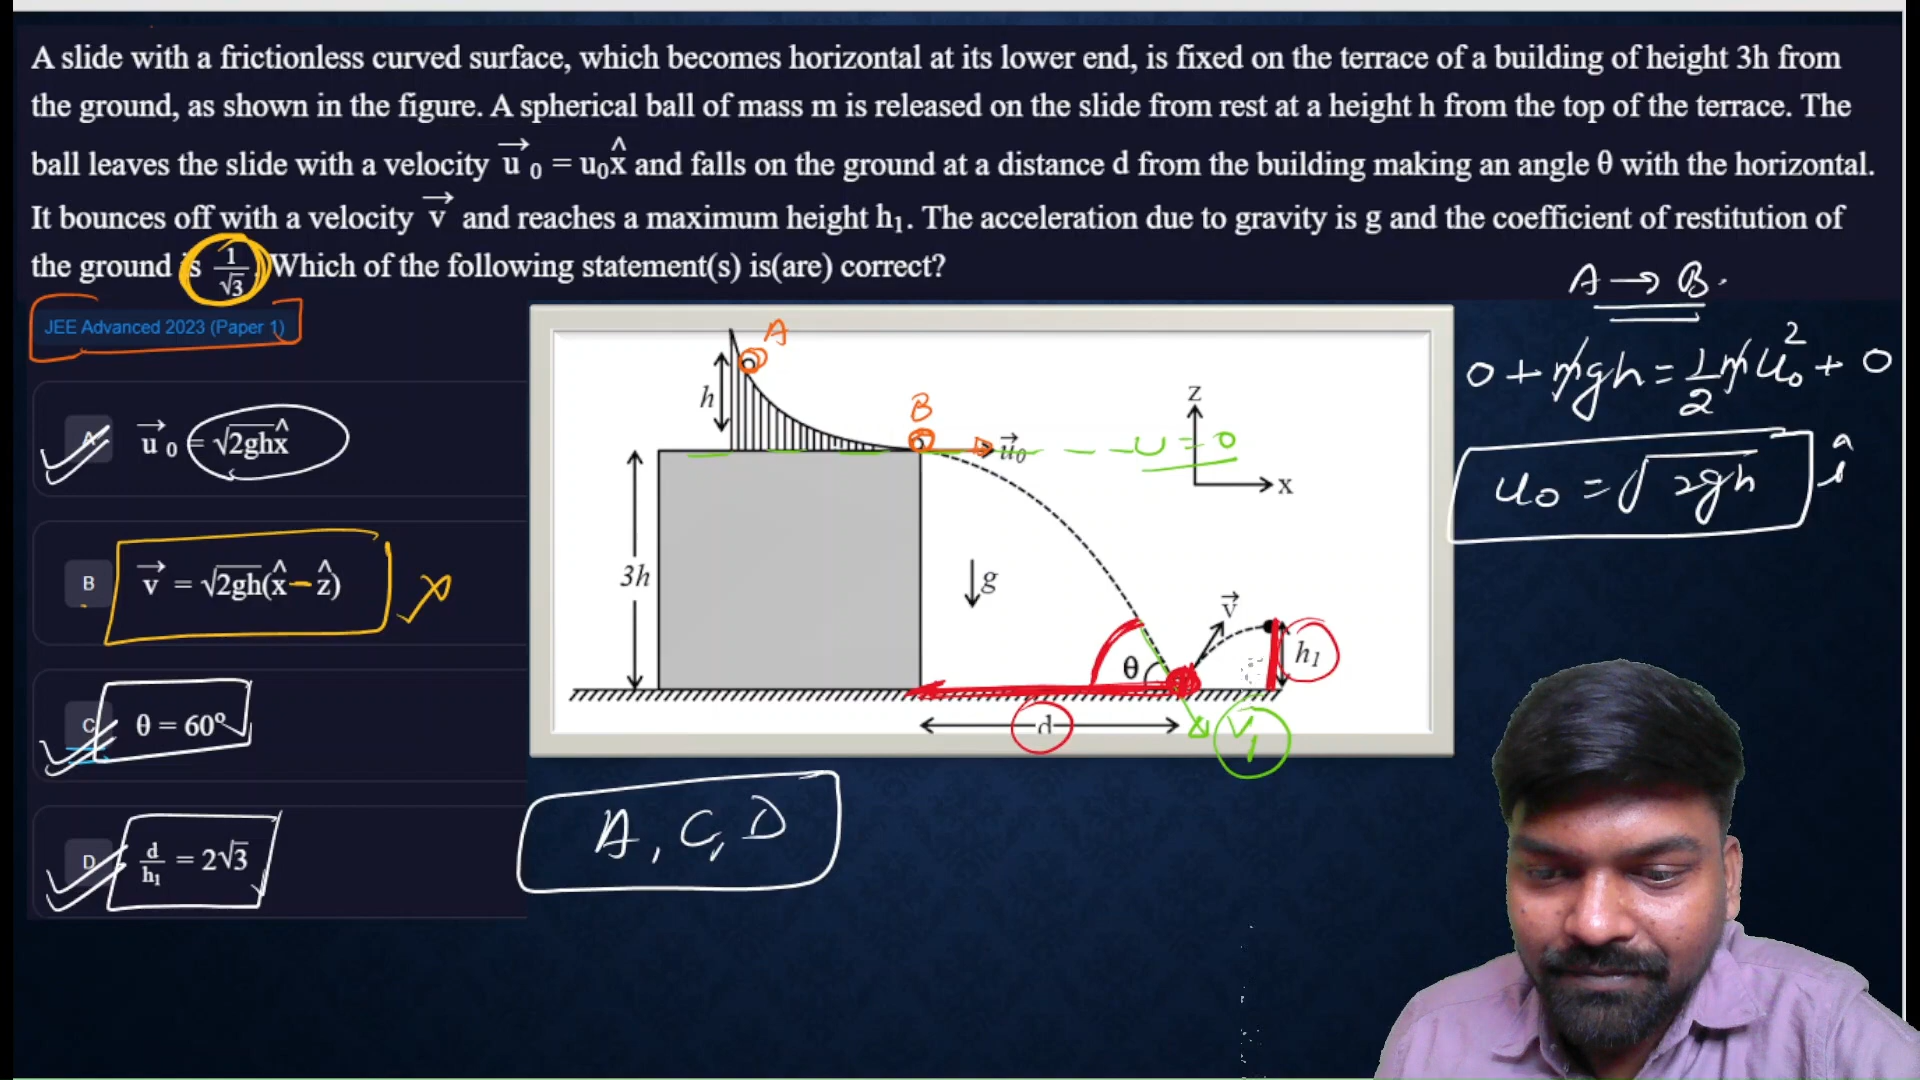 A slide with a frictionless curved surface, which becomes horizontal at its lower end, is fixed on the terrace of a building of height 3h from
the ground, as shown in the figure. A spherical ball of mass m is released on the slide from rest at a height h from the top of the terrace. The
ball leaves the slide with a velocity u⃗ ₀ = u₀x̂ and falls on the ground at a distance d from the building making an angle θ with the horizontal.
It bounces off with a velocity v⃗ and reaches a maximum height h₁. The acceleration due to gravity is g and the coefficient of restitution of
the ground is 1/√3. Which of the following statement(s) is(are) correct?
JEE Advanced 2023 (Paper 1)
A u⃗ ₀ = √2ghx̂
B v⃗ = √2gh(x̂ − ẑ)
C θ = 60º
D d/h₁ = 2√3
A
h
B
u⃗₀
U = 0
z
x
3h
g
v⃗
θ
h₁
d
V₁
A → B.
0 + mgh = 1/2 m u₀² + 0
u₀ = √2gh î
A, C, D